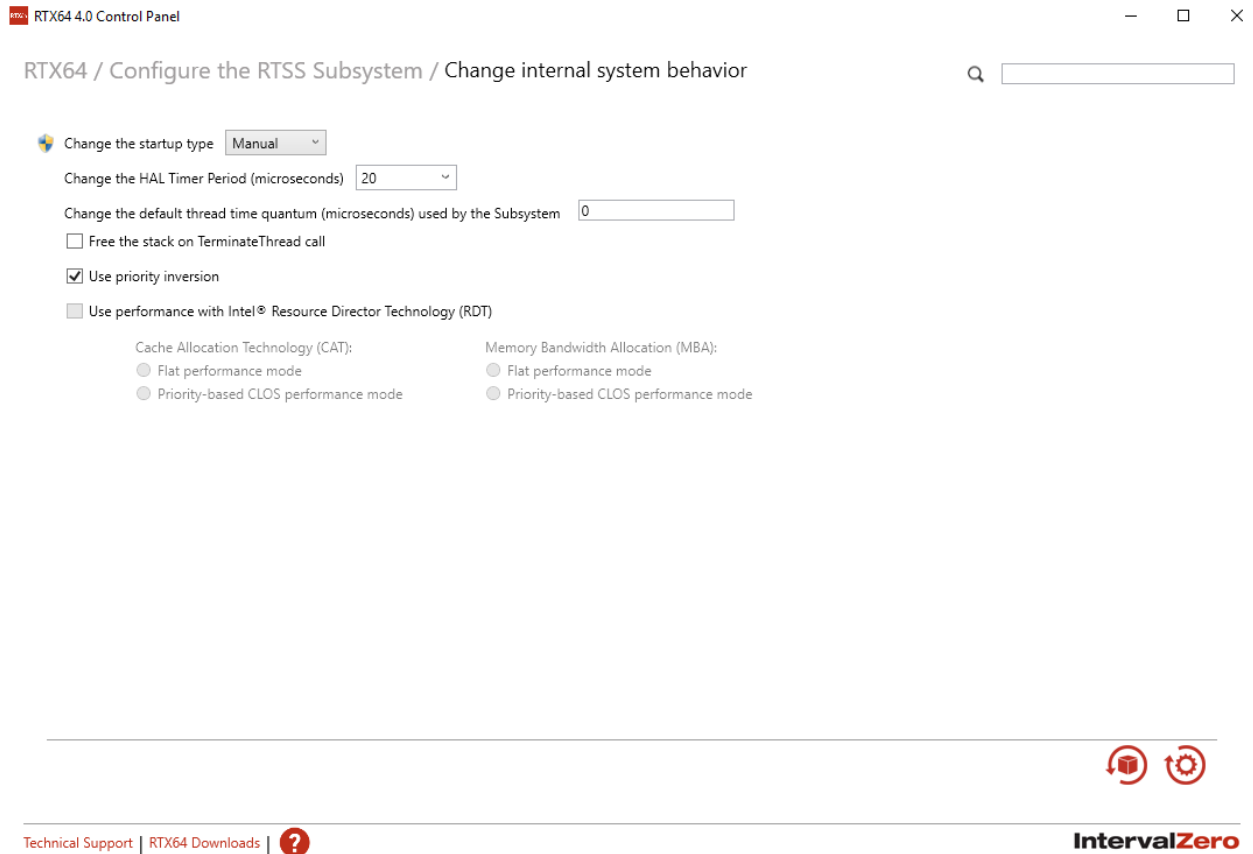 RTX64 4.0 Control Panel
RTX64 / Configure the RTSS Subsystem / Change internal system behavior
Change the startup type Manual
Change the HAL Timer Period (microseconds) 20
Change the default thread time quantum (microseconds) used by the Subsystem 0
Free the stack on TerminateThread call
Use priority inversion
Use performance with Intel® Resource Director Technology (RDT)
Cache Allocation Technology (CAT): Memory Bandwidth Allocation (MBA):
Flat performance mode Flat performance mode
Priority-based CLOS performance mode Priority-based CLOS performance mode
Technical Support | RTX64 Downloads | ? IntervalZero